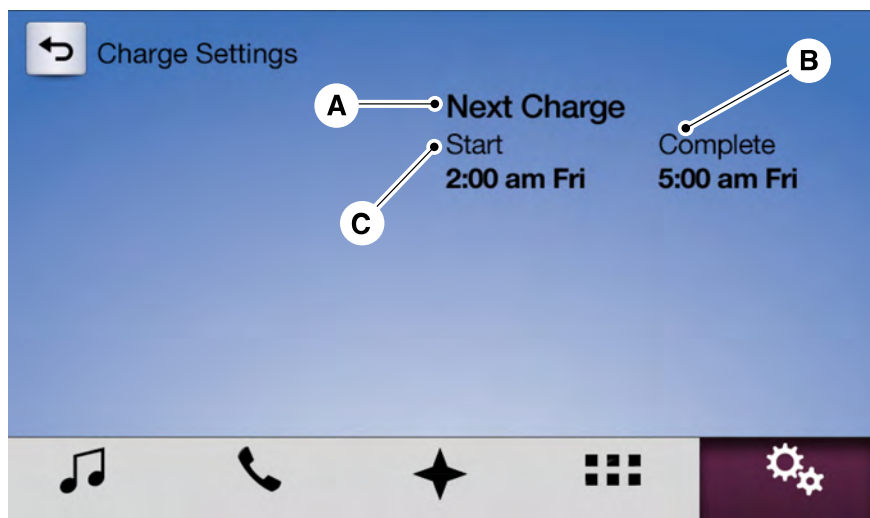 Charge Settings
B
A
Next Charge
Start Complete
2:00 am Fri 5:00 am Fri
C